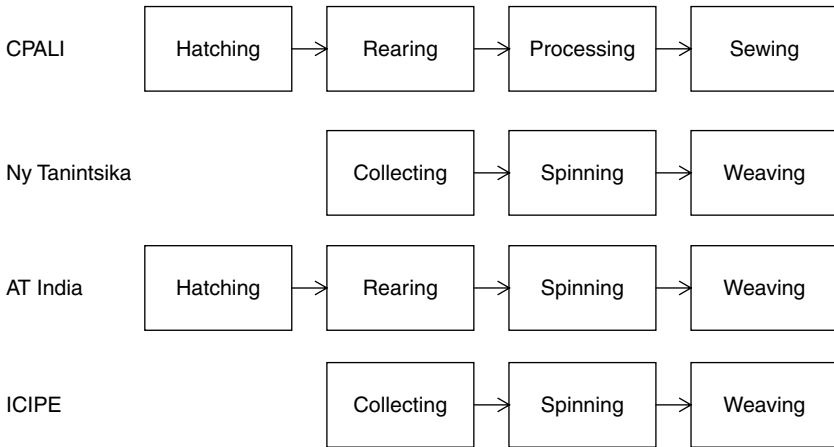 CPALI Hatching Rearing Processing Sewing
Ny Tanintsika Collecting Spinning Weaving
AT India Hatching Rearing Spinning Weaving
ICIPE Collecting Spinning Weaving